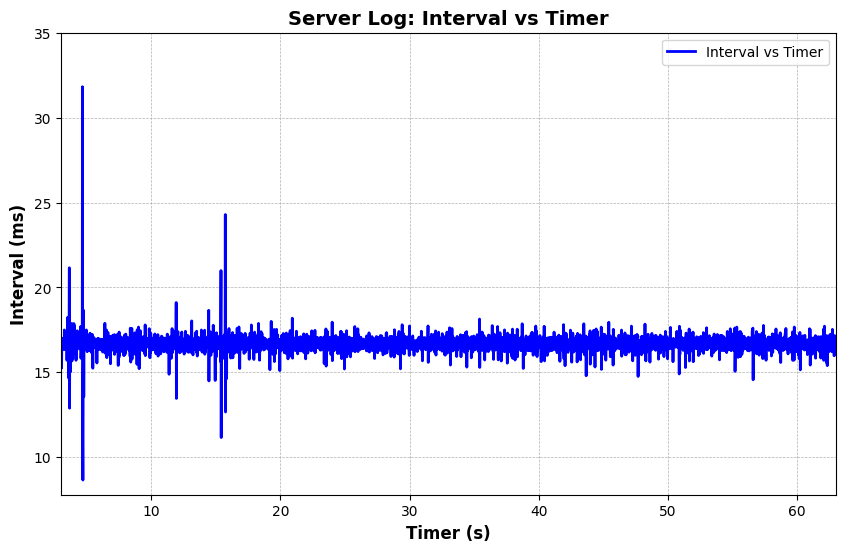 Server Log: Interval vs Timer
Interval vs Timer
35
30
25
20
15
10
Interval (ms)
10 20 30 40 50 60
Timer (s)